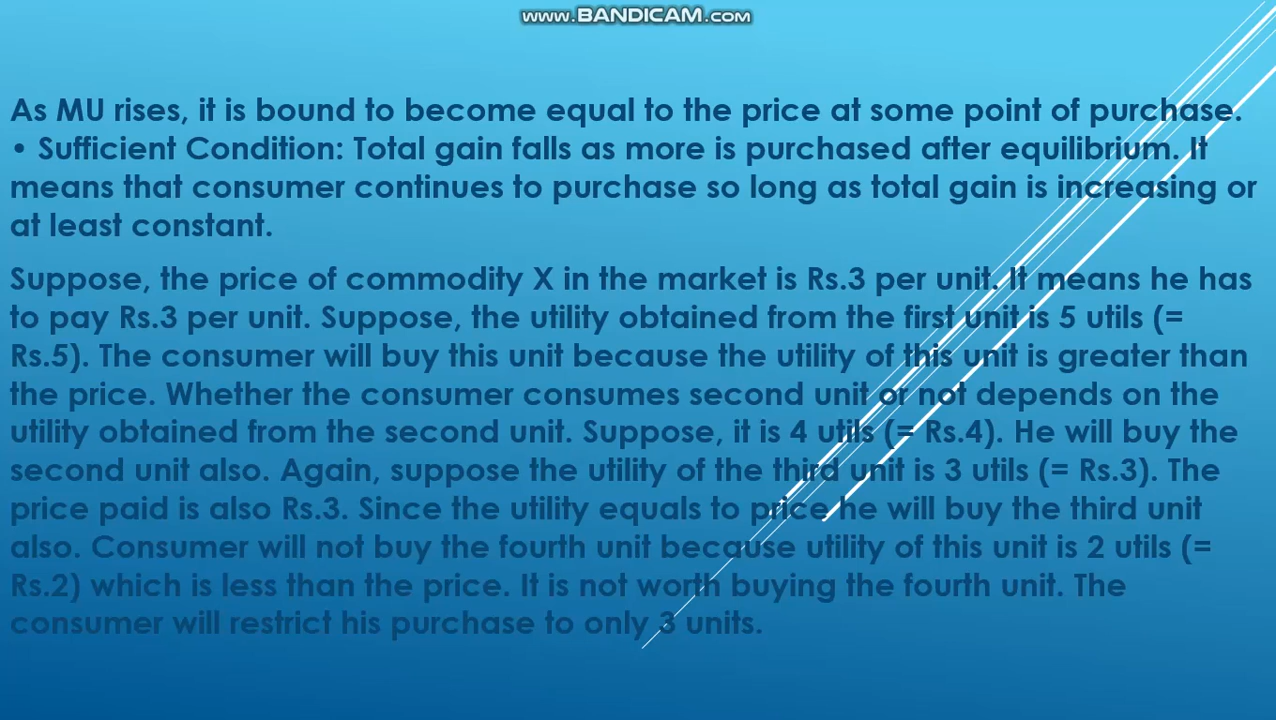 www.BANDICAM.com
As MU rises, it is bound to become equal to the price at some point of purchase.
• Sufficient Condition: Total gain falls as more is purchased after equilibrium. It
means that consumer continues to purchase so long as total gain is increasing or
at least constant.
Suppose, the price of commodity X in the market is Rs.3 per unit. It means he has
to pay Rs.3 per unit. Suppose, the utility obtained from the first unit is 5 utils (=
Rs.5). The consumer will buy this unit because the utility of this unit is greater than
the price. Whether the consumer consumes second unit or not depends on the
utility obtained from the second unit. Suppose, it is 4 utils (= Rs.4). He will buy the
second unit also. Again, suppose the utility of the third unit is 3 utils (= Rs.3). The
price paid is also Rs.3. Since the utility equals to price he will buy the third unit
also. Consumer will not buy the fourth unit because utility of this unit is 2 utils (=
Rs.2) which is less than the price. It is not worth buying the fourth unit. The
consumer will restrict his purchase to only 3 units.